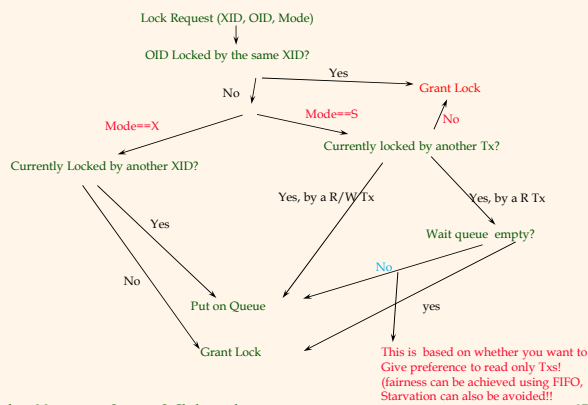 Lock Request (XID, OID, Mode)
OID Locked by the same XID?
Yes
No
Grant Lock
Mode==X
Mode==S
No
Currently Locked by another XID?
Currently locked by another Tx?
Yes
Yes, by a R/W Tx
Yes, by a R Tx
Wait queue empty?
No
No
yes
Put on Queue
Grant Lock
This is based on whether you want to
Give preference to read only Txs!
(fairness can be achieved using FIFO,
Starvation can also be avoided!!